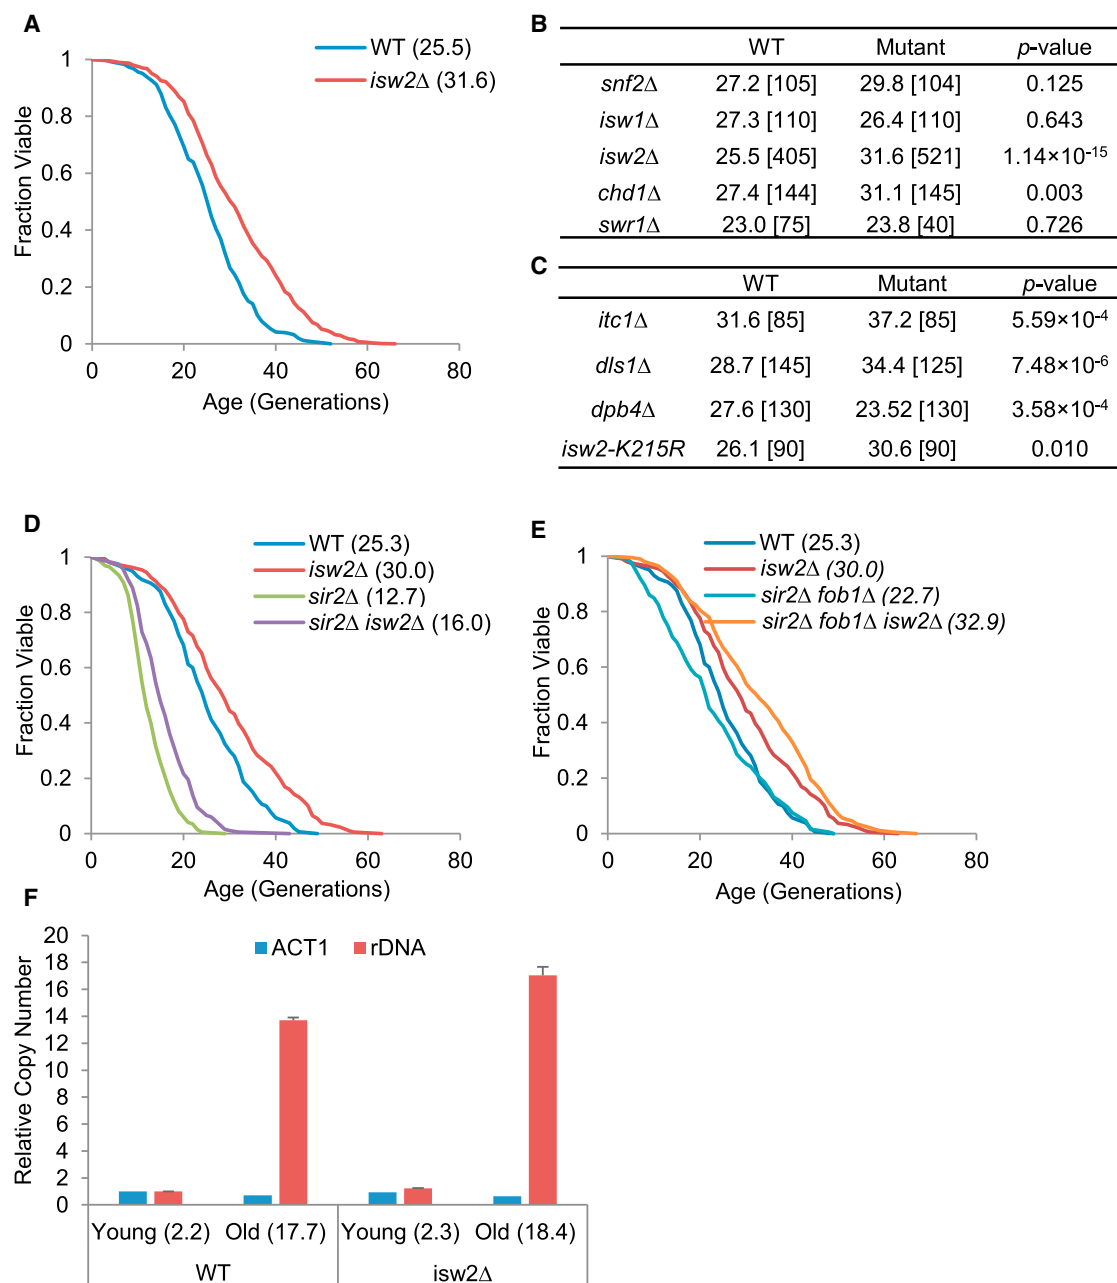 A
WT (25.5)
isw2Δ (31.6)
Fraction Viable
1
0.8
0.6
0.4
0.2
0
0 20 40 60 80
Age (Generations)
B
WT Mutant p-value
snf2Δ 27.2 [105] 29.8 [104] 0.125
isw1Δ 27.3 [110] 26.4 [110] 0.643
isw2Δ 25.5 [405] 31.6 [521] 1.14×10⁻¹⁵
chd1Δ 27.4 [144] 31.1 [145] 0.003
swr1Δ 23.0 [75] 23.8 [40] 0.726
C
WT Mutant p-value
itc1Δ 31.6 [85] 37.2 [85] 5.59×10⁻⁴
dls1Δ 28.7 [145] 34.4 [125] 7.48×10⁻⁶
dpb4Δ 27.6 [130] 23.52 [130] 3.58×10⁻⁴
isw2-K215R 26.1 [90] 30.6 [90] 0.010
D
WT (25.3)
isw2Δ (30.0)
sir2Δ (12.7)
sir2Δ isw2Δ (16.0)
Fraction Viable
1
0.8
0.6
0.4
0.2
0
0 20 40 60 80
Age (Generations)
E
WT (25.3)
isw2Δ (30.0)
sir2Δ fob1Δ (22.7)
sir2Δ fob1Δ isw2Δ (32.9)
Fraction Viable
1
0.8
0.6
0.4
0.2
0
0 20 40 60 80
Age (Generations)
F
ACT1 rDNA
Relative Copy Number
20
18
16
14
12
10
8
6
4
2
0
Young (2.2) Old (17.7) Young (2.3) Old (18.4)
WT isw2Δ